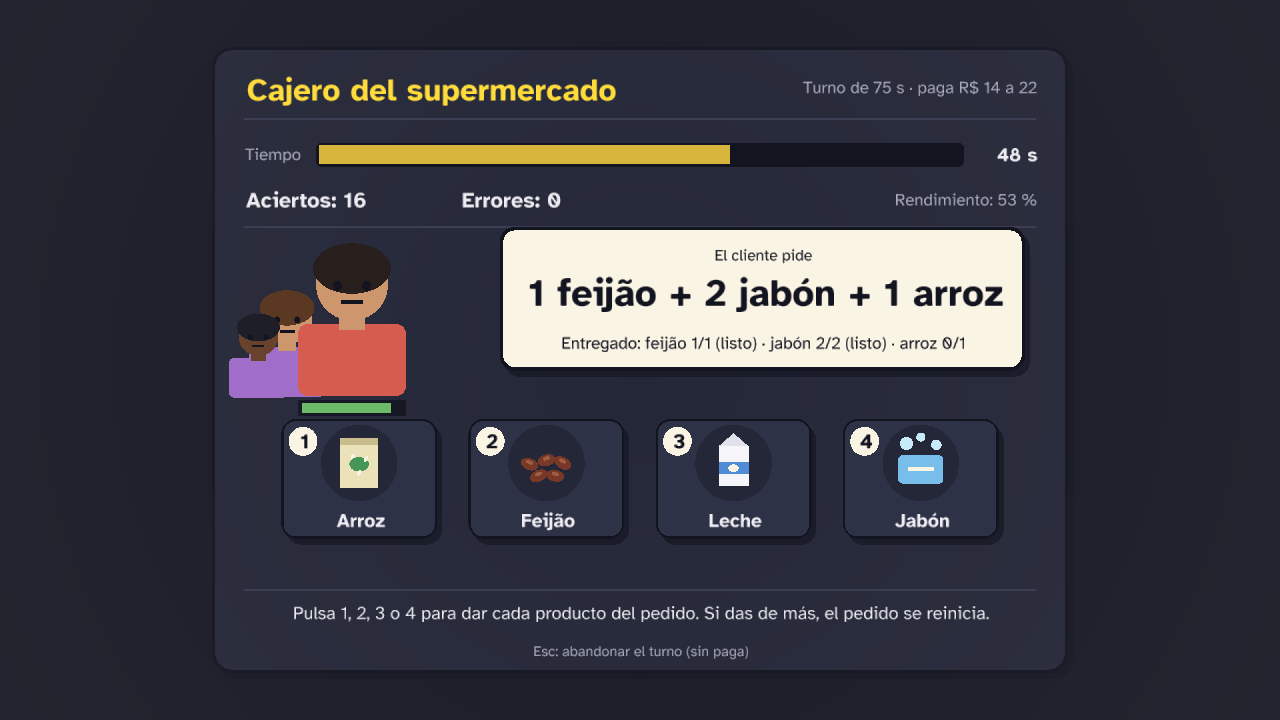 Cajero del supermercado
Turno de 75 s · paga R$ 14 a 22
Tiempo
48 s
Aciertos: 16
Errores: 0
Rendimiento: 53 %
El cliente pide
1 feijão + 2 jabón + 1 arroz
Entregado: feijão 1/1 (listo) · jabón 2/2 (listo) · arroz 0/1
1
Arroz
2
Feijão
3
Leche
4
Jabón
Pulsa 1, 2, 3 o 4 para dar cada producto del pedido. Si das de más, el pedido se reinicia.
Esc: abandonar el turno (sin paga)